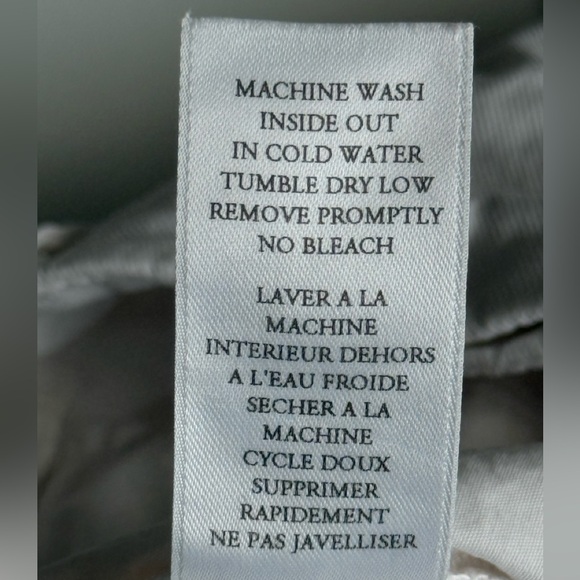 MACHINE WASH
INSIDE OUT
IN COLD WATER
TUMBLE DRY LOW
REMOVE PROMPTLY
NO BLEACH
LAVER A LA
MACHINE
INTERIEUR DEHORS
A L'EAU FROIDE
SECHER A LA
MACHINE
CYCLE DOUX
SUPPRIMER
RAPIDEMENT
NE PAS JAVELLISER